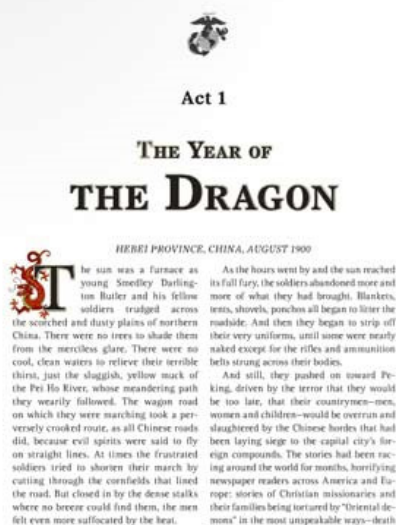 Act 1
THE YEAR OF
THE DRAGON
HEBEI PROVINCE, CHINA, AUGUST 1900
The sun was a furnace as
young Smedley Darling-
ton Butler and his fellow
soldiers trudged across
the scorched and dusty plains of northern
China. There were no trees to shade them
from the merciless glare. There were no
cool, clean waters to relieve their terrible
thirst, just the sluggish, yellow muck of
the Pei Ho River, whose meandering path
they wearily followed. The wagon road
on which they were marching took a per-
versely crooked route, as all Chinese roads
did, because evil spirits were said to fly
on straight lines. At times the frustrated
soldiers tried to shorten their march by
cutting through the cornfields that lined
the road. But closed in by the dense stalks
where no breeze could find them, the men
felt even more suffocated by the heat.
As the hours went by and the sun reached
its full fury, the soldiers abandoned more and
more of what they had brought. Blankets,
tents, shovels, ponchos all began to litter the
roadside. And then they began to strip off
their very uniforms, until some were nearly
naked except for the rifles and ammunition
belts strung across their bodies.
And still, they pushed on toward Pe-
king, driven by the terror that they would
be too late, that their countrymen—men,
women and children—would be overrun and
slaughtered by the Chinese hordes that had
been laying siege to the capital city's for-
eign compounds. The stories had been rac-
ing around the world for months, horrifying
newspaper readers across America and Eu-
rope: stories of Christian missionaries and
their families being tortured by "Oriental de-
mons" in the most unspeakable ways—death